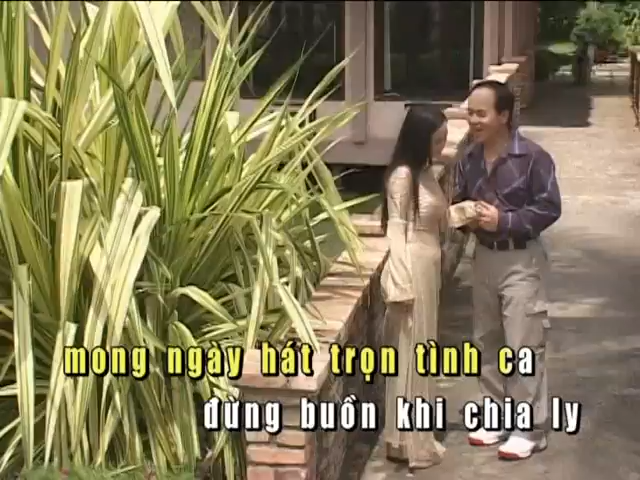 mong ngày hát trọn tình ca
đừng buồn khi chia ly